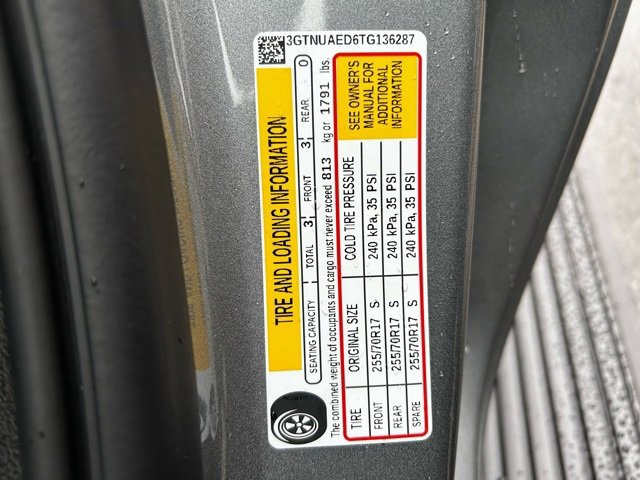 3GTNUAED6TG136287
TIRE AND LOADING INFORMATION
SEATING CAPACITY TOTAL 3 FRONT 3 REAR 0
The combined weight of occupants and cargo must never exceed 813 kg or 1791 lbs.
TIRE ORIGINAL SIZE COLD TIRE PRESSURE
FRONT 255/70R17 S 240 kPa, 35 PSI
REAR 255/70R17 S 240 kPa, 35 PSI
SPARE 255/70R17 S 240 kPa, 35 PSI
SEE OWNER'S
MANUAL FOR
ADDITIONAL
INFORMATION